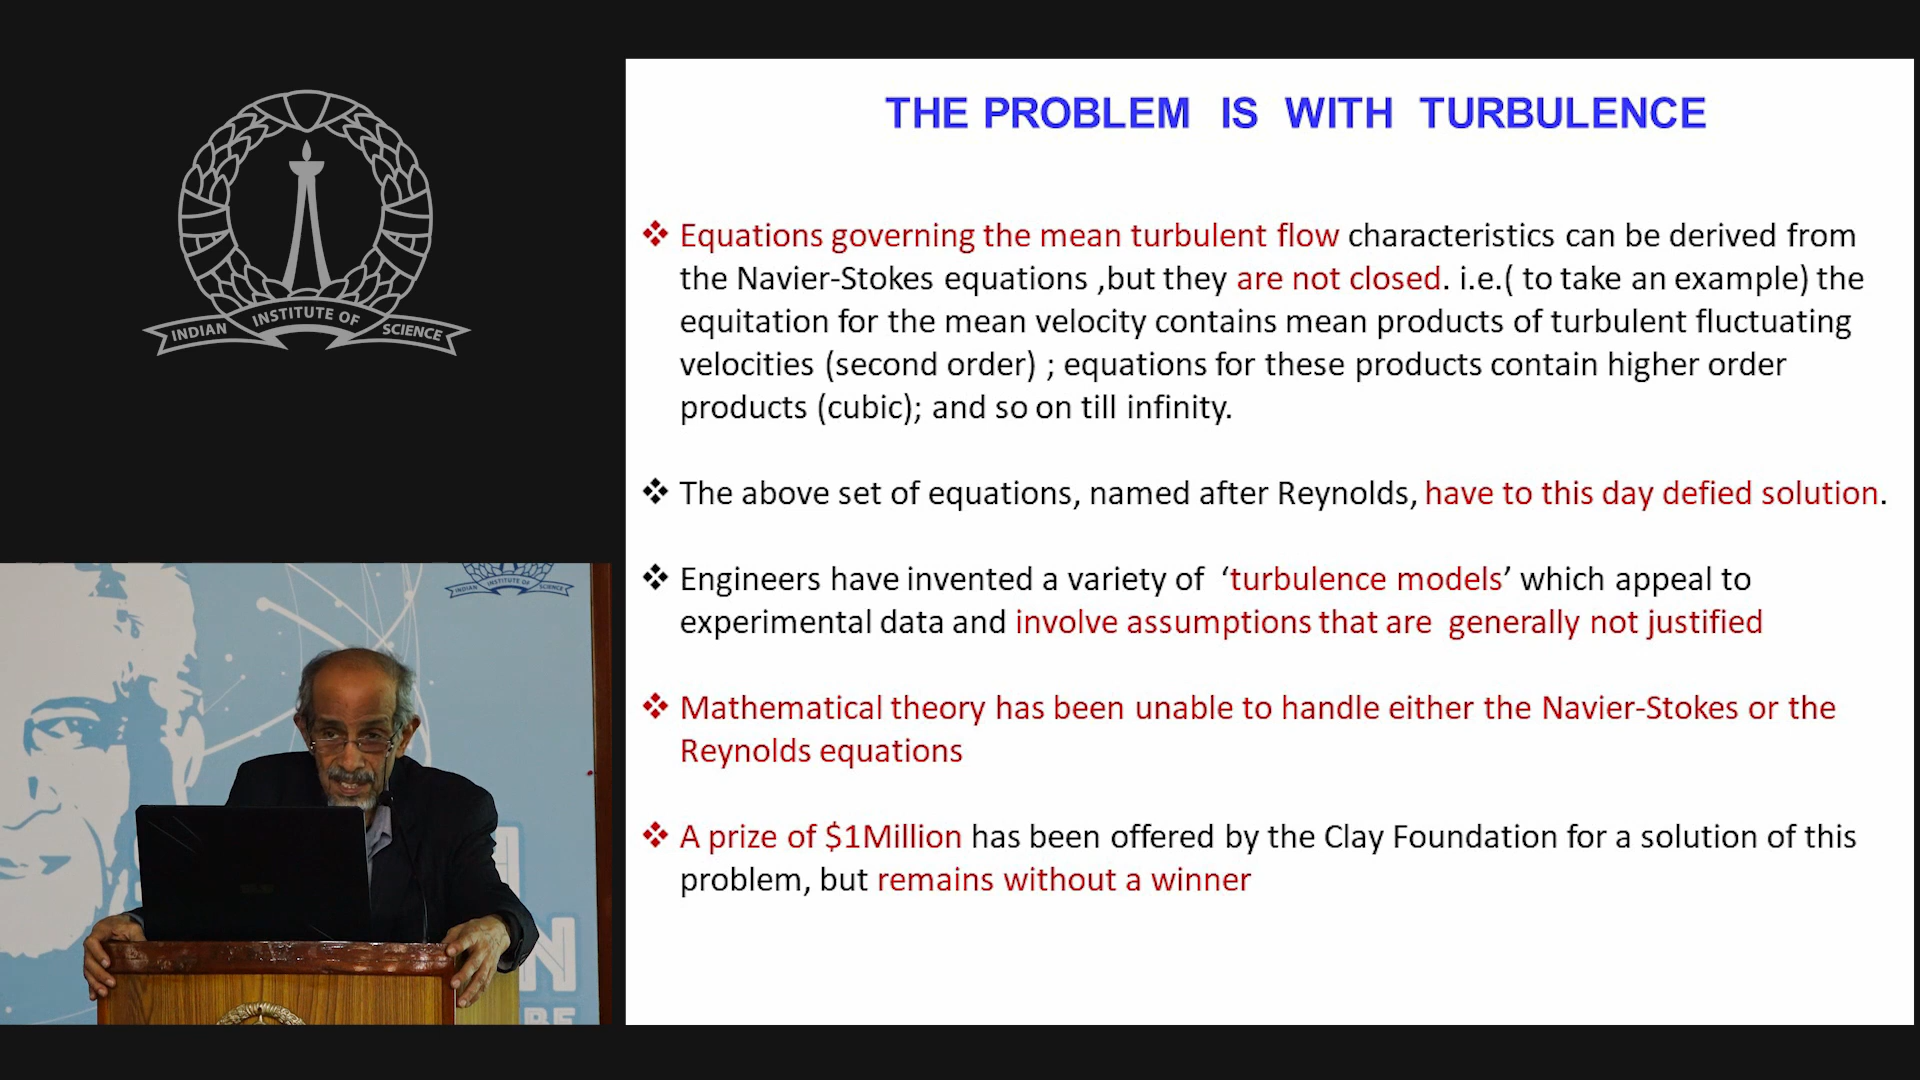 INDIAN INSTITUTE OF SCIENCE
THE PROBLEM IS WITH TURBULENCE
❖ Equations governing the mean turbulent flow characteristics can be derived from
the Navier-Stokes equations ,but they are not closed. i.e.( to take an example) the
equitation for the mean velocity contains mean products of turbulent fluctuating
velocities (second order) ; equations for these products contain higher order
products (cubic); and so on till infinity.
❖ The above set of equations, named after Reynolds, have to this day defied solution.
❖ Engineers have invented a variety of ‘turbulence models’ which appeal to
experimental data and involve assumptions that are generally not justified
❖ Mathematical theory has been unable to handle either the Navier-Stokes or the
Reynolds equations
❖ A prize of $1Million has been offered by the Clay Foundation for a solution of this
problem, but remains without a winner
INDIAN INSTITUTE OF SCIENCE